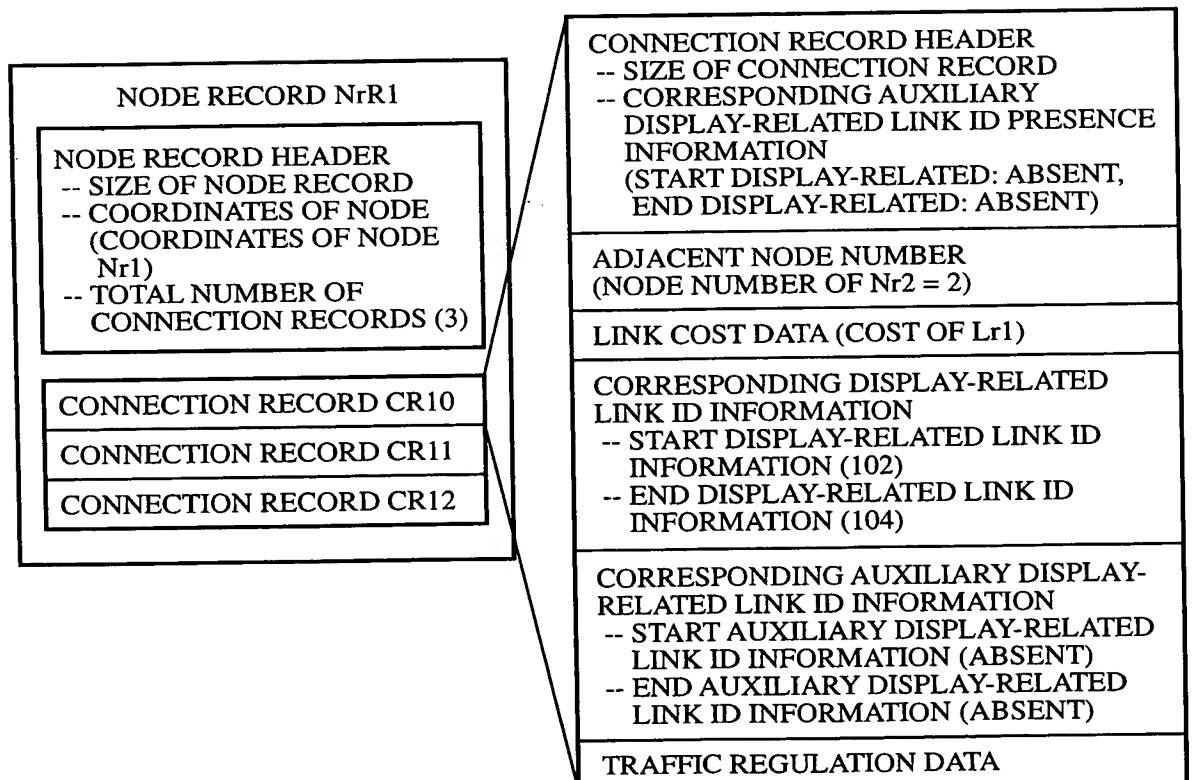 NODE RECORD NrR1
NODE RECORD HEADER
-- SIZE OF NODE RECORD
-- COORDINATES OF NODE
(COORDINATES OF NODE
Nr1)
-- TOTAL NUMBER OF
CONNECTION RECORDS (3)
CONNECTION RECORD CR10
CONNECTION RECORD CR11
CONNECTION RECORD CR12
CONNECTION RECORD HEADER
-- SIZE OF CONNECTION RECORD
-- CORRESPONDING AUXILIARY
DISPLAY-RELATED LINK ID PRESENCE
INFORMATION
(START DISPLAY-RELATED: ABSENT,
END DISPLAY-RELATED: ABSENT)
ADJACENT NODE NUMBER
(NODE NUMBER OF Nr2 = 2)
LINK COST DATA (COST OF Lr1)
CORRESPONDING DISPLAY-RELATED
LINK ID INFORMATION
-- START DISPLAY-RELATED LINK ID
INFORMATION (102)
-- END DISPLAY-RELATED LINK ID
INFORMATION (104)
CORRESPONDING AUXILIARY DISPLAY-
RELATED LINK ID INFORMATION
-- START AUXILIARY DISPLAY-RELATED
LINK ID INFORMATION (ABSENT)
-- END AUXILIARY DISPLAY-RELATED
LINK ID INFORMATION (ABSENT)
TRAFFIC REGULATION DATA